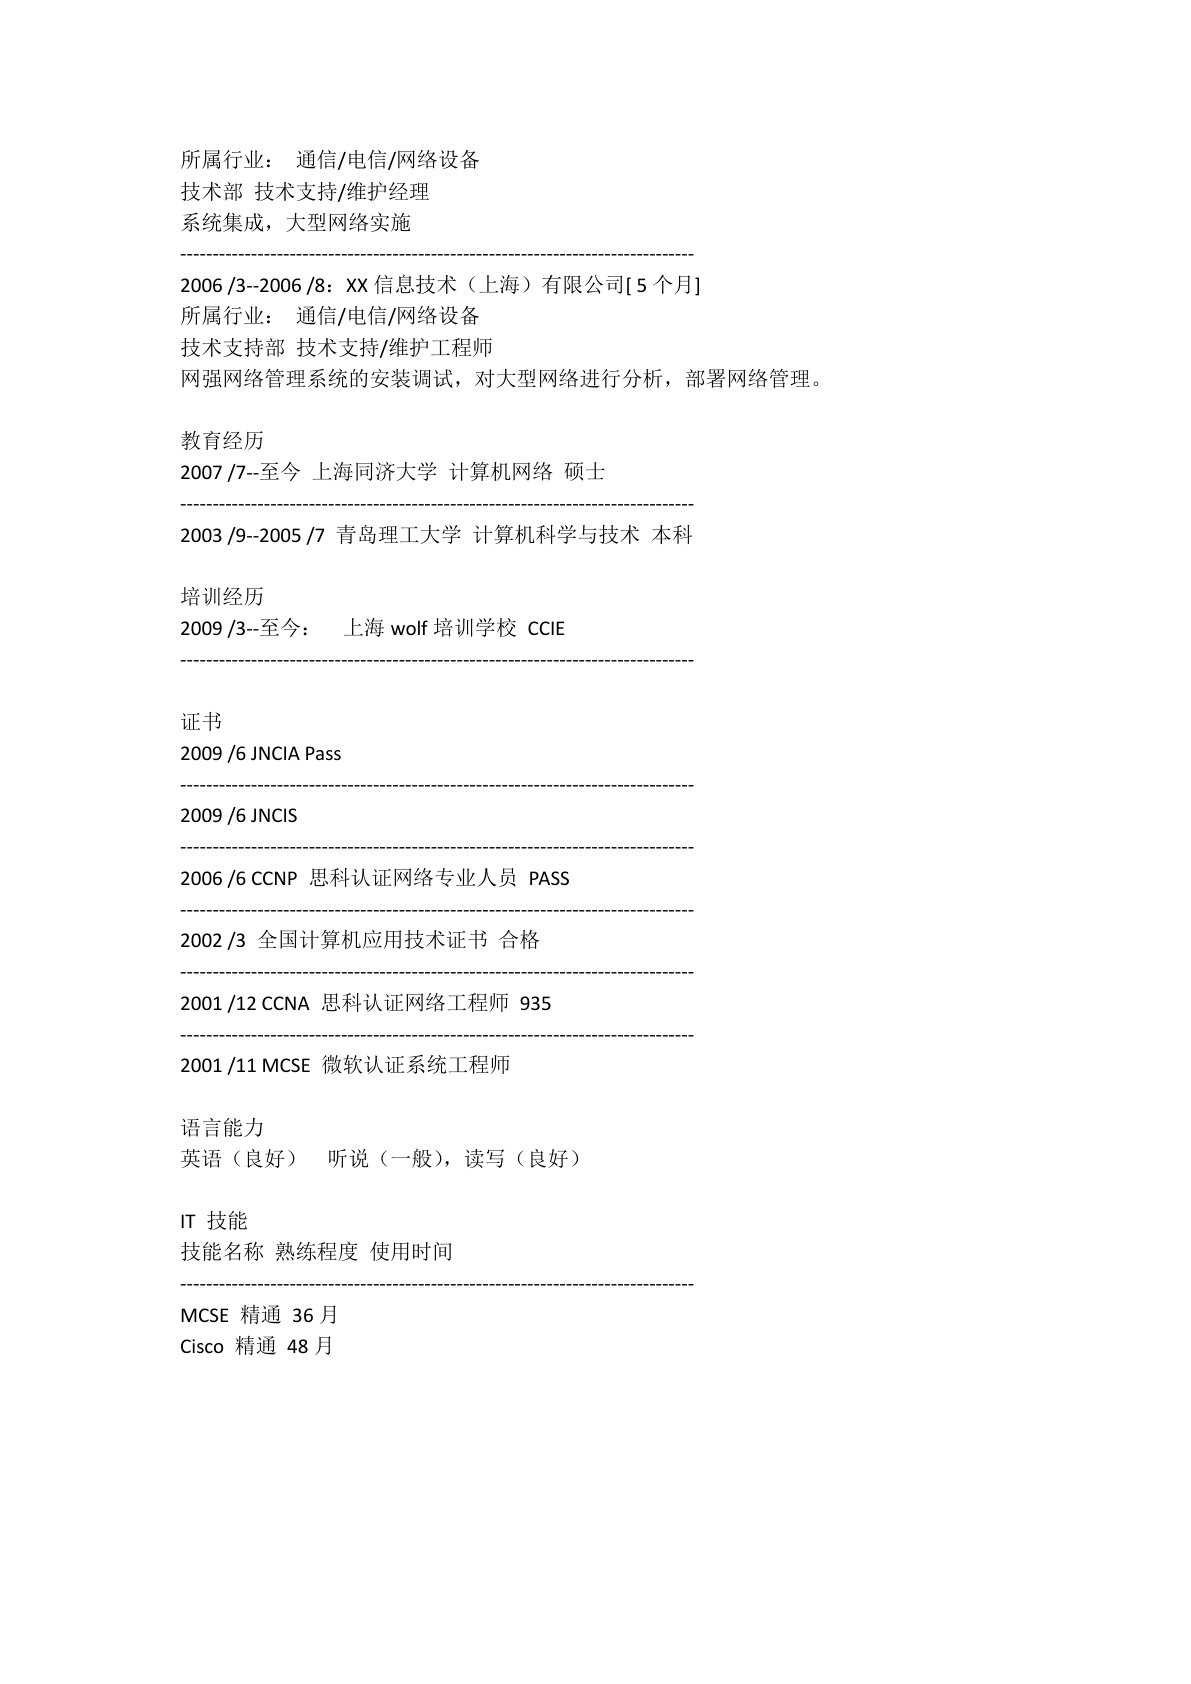 所属行业： 通信/电信/网络设备
技术部 技术支持/维护经理
系统集成，大型网络实施
--------------------------------------------------------------------------------
2006 /3--2006 /8：XX 信息技术（上海）有限公司[ 5 个月]
所属行业： 通信/电信/网络设备
技术支持部 技术支持/维护工程师
网强网络管理系统的安装调试，对大型网络进行分析，部署网络管理。
教育经历
2007 /7--至今 上海同济大学 计算机网络 硕士
--------------------------------------------------------------------------------
2003 /9--2005 /7 青岛理工大学 计算机科学与技术 本科
培训经历
2009 /3--至今： 上海 wolf 培训学校 CCIE
--------------------------------------------------------------------------------
证书
2009 /6 JNCIA Pass
--------------------------------------------------------------------------------
2009 /6 JNCIS
--------------------------------------------------------------------------------
2006 /6 CCNP 思科认证网络专业人员 PASS
--------------------------------------------------------------------------------
2002 /3 全国计算机应用技术证书 合格
--------------------------------------------------------------------------------
2001 /12 CCNA 思科认证网络工程师 935
--------------------------------------------------------------------------------
2001 /11 MCSE 微软认证系统工程师
语言能力
英语（良好） 听说（一般），读写（良好）
IT 技能
技能名称 熟练程度 使用时间
--------------------------------------------------------------------------------
MCSE 精通 36 月
Cisco 精通 48 月